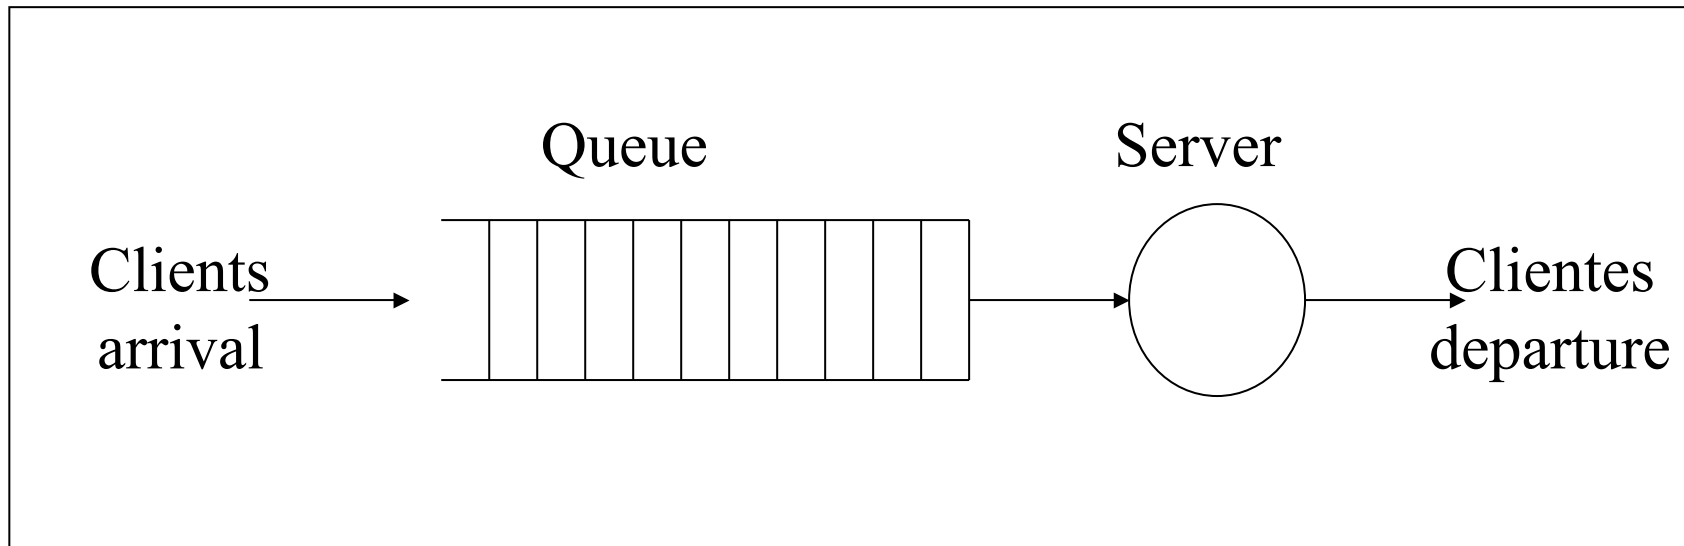 Queue
Server
Clients
arrival
Clientes
departure